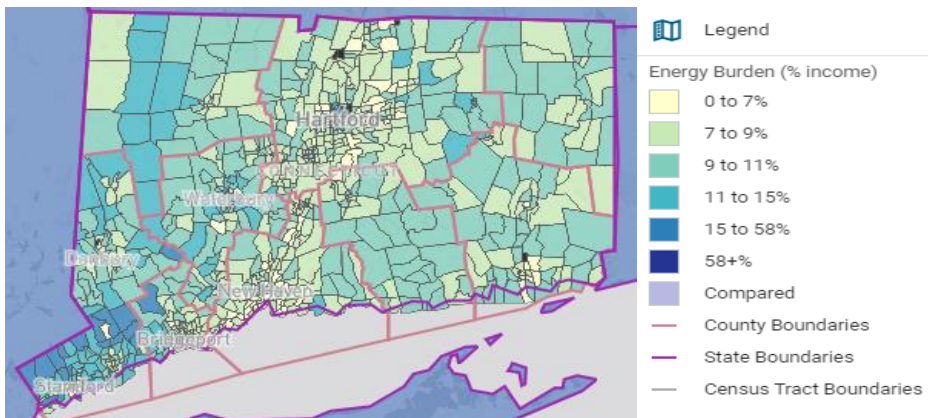 Hartford
CONNECTICUT
Waterbury
Danbury
New Haven
Bridgeport
Stamford
Legend
Energy Burden (% income)
0 to 7%
7 to 9%
9 to 11%
11 to 15%
15 to 58%
58+%
Compared
County Boundaries
State Boundaries
Census Tract Boundaries